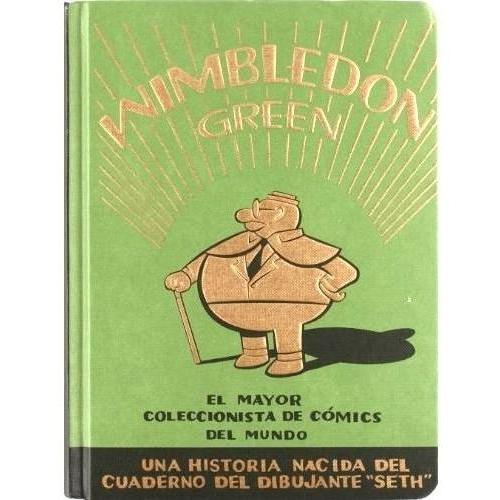 WIMBLEDON
GREEN
EL MAYOR
COLECCIONISTA DE CÓMICS
DEL MUNDO
UNA HISTORIA NACIDA DEL
CUADERNO DEL DIBUJANTE "SETH"